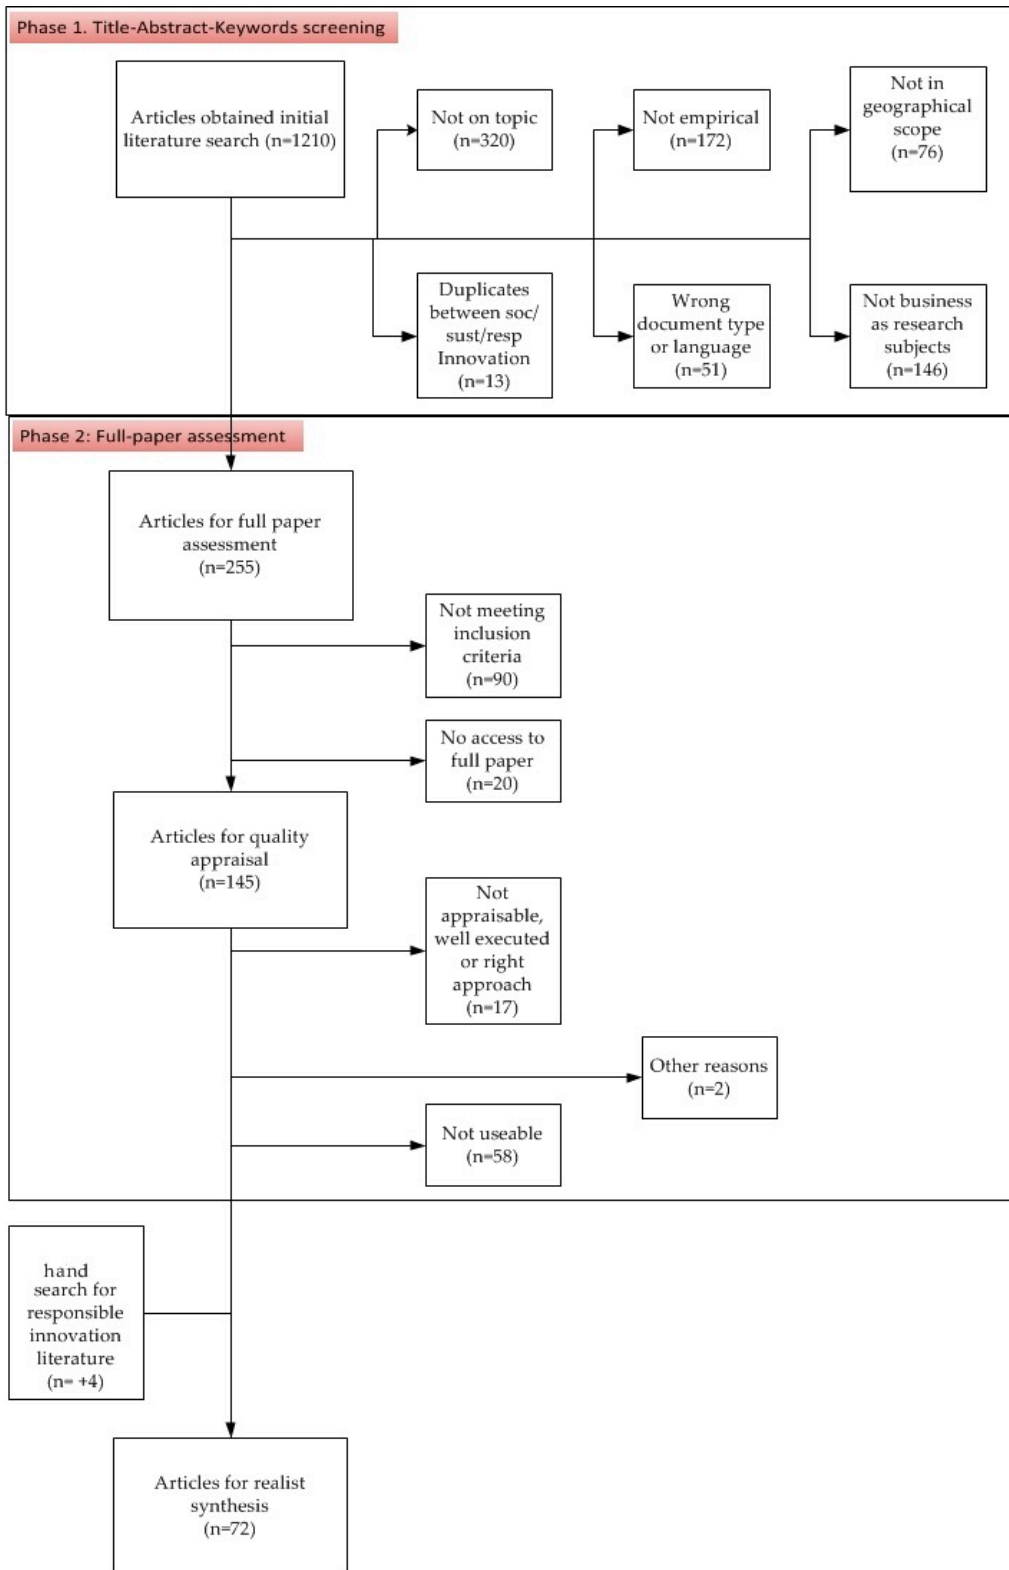 Phase 1. Title-Abstract-Keywords screening
Articles obtained initial
literature search (n=1210)
Not on topic
(n=320)
Not empirical
(n=172)
Not in
geographical
scope
(n=76)
Duplicates
between soc/
sust/resp
Innovation
(n=13)
Wrong
document type
or language
(n=51)
Not business
as research
subjects
(n=146)
Phase 2: Full-paper assessment
Articles for full paper
assessment
(n=255)
Not meeting
inclusion
criteria
(n=90)
No access to
full paper
(n=20)
Articles for quality
appraisal
(n=145)
Not
appraisable,
well executed
or right
approach
(n=17)
Other reasons
(n=2)
Not useable
(n=58)
hand
search for
responsible
innovation
literature
(n= +4)
Articles for realist
synthesis
(n=72)